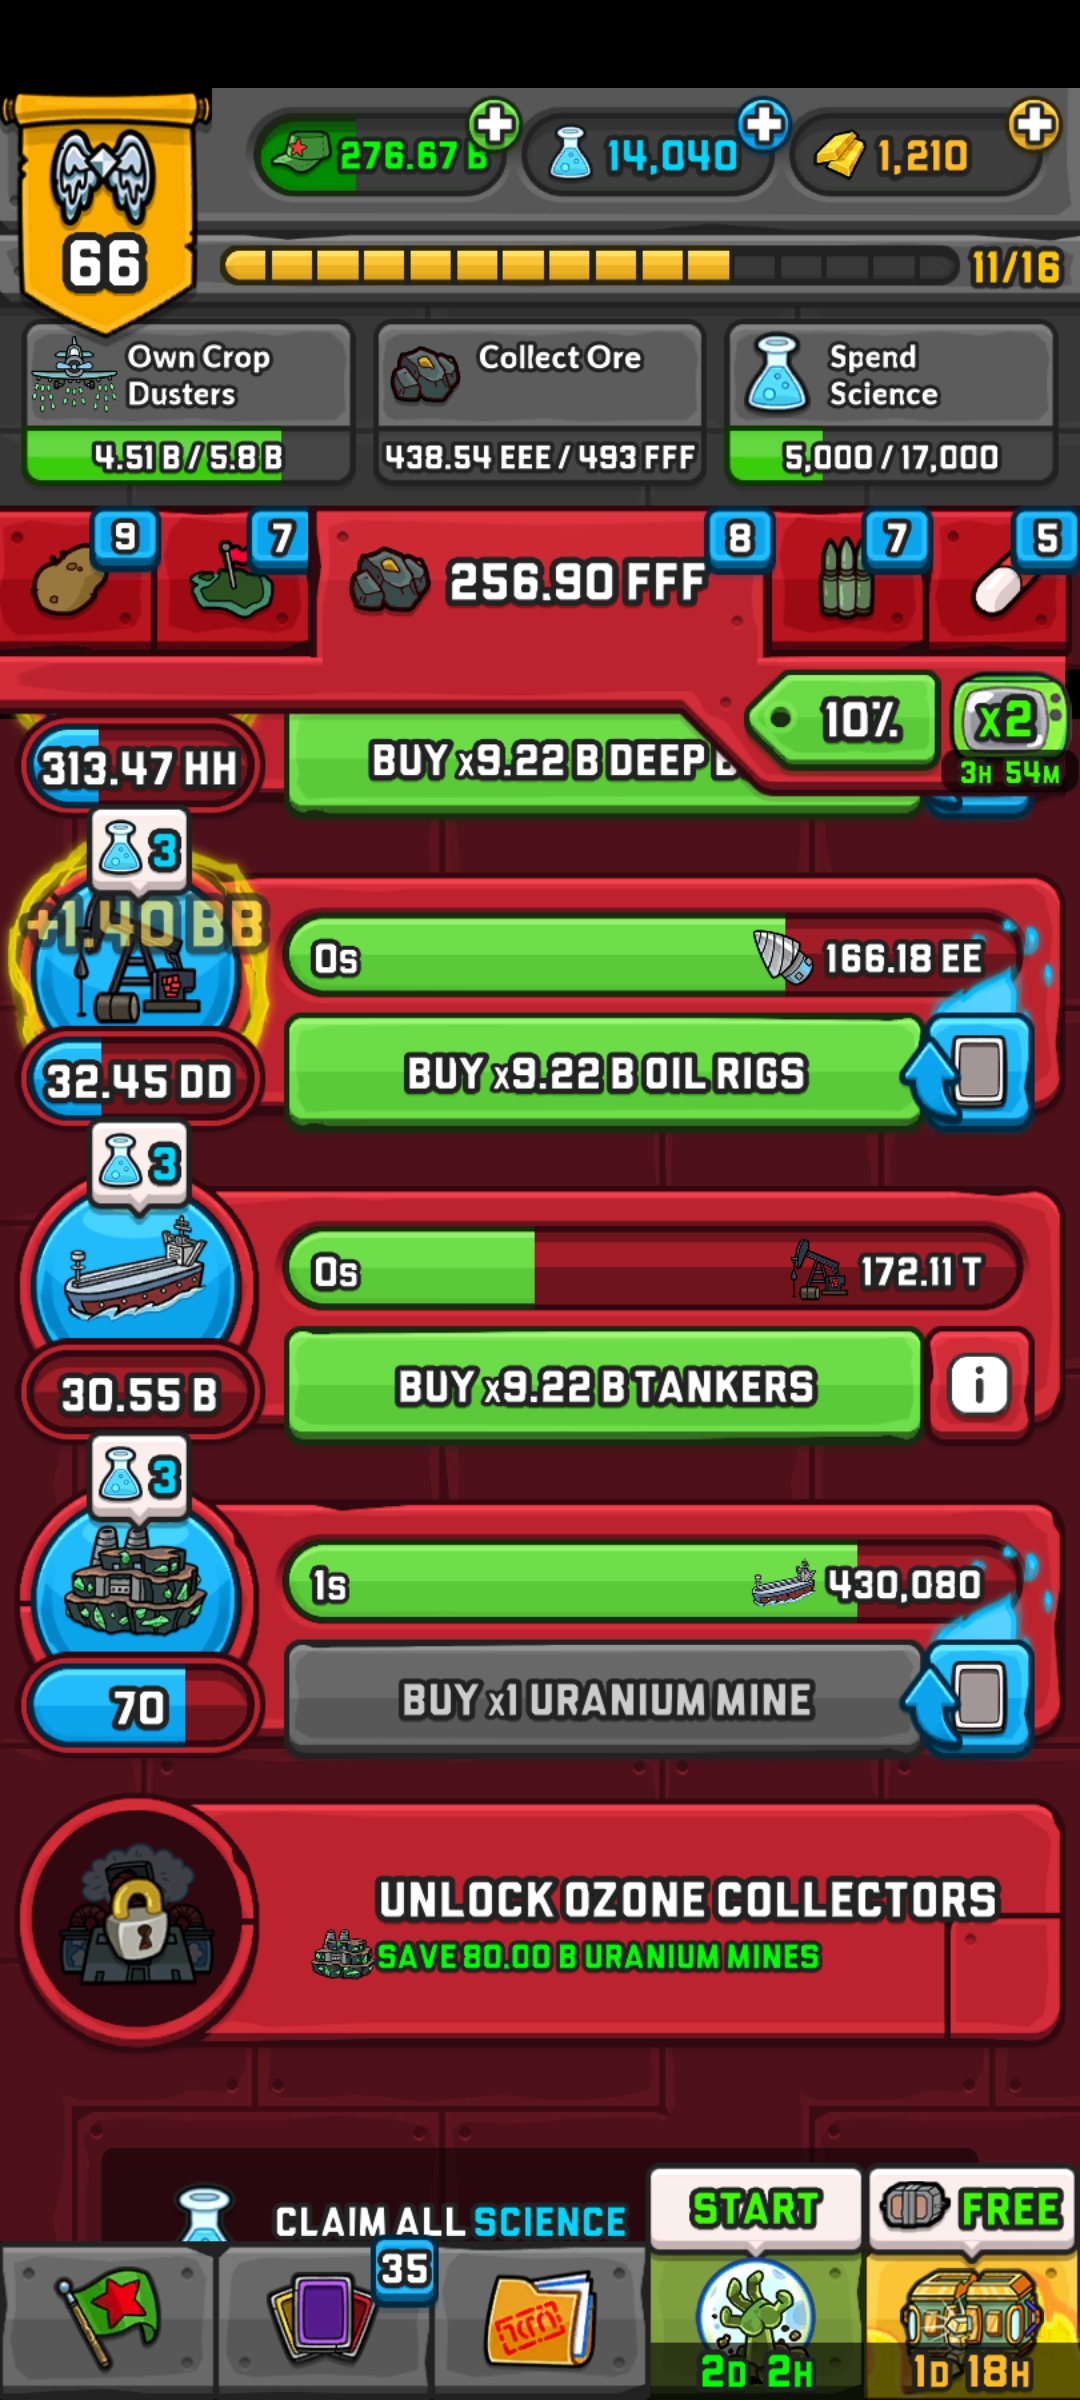 276.67 B
14,040
1,210
66
11/16
Own Crop
Dusters
4.51 B / 5.8 B
Collect Ore
438.54 EEE / 493 FFF
Spend
Science
5,000 / 17,000
9
7
256.90 FFF
8
7
5
10%
x2
3H 54M
313.47 HH
BUY x9.22 B DEEP B
3
+1.40 BB
0s
166.18 EE
32.45 DD
BUY x9.22 B OIL RIGS
3
0s
172.11 T
30.55 B
BUY x9.22 B TANKERS
i
3
1s
430,080
70
BUY x1 URANIUM MINE
UNLOCK OZONE COLLECTORS
SAVE 80.00 B URANIUM MINES
CLAIM ALL SCIENCE
START
FREE
35
2D 2H
1D 18H